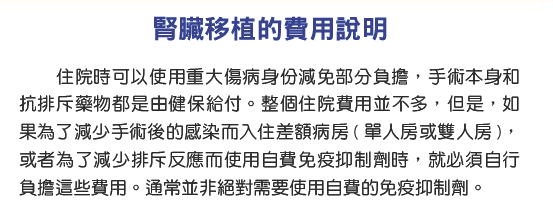 腎臟移植的費用說明
住院時可以使用重大傷病身份減免部分負擔，手術本身和
抗排斥藥物都是由健保給付。整個住院費用並不多，但是，如
果為了減少手術後的感染而入住差額病房（單人房或雙人房），
或者為了減少排斥反應而使用自費免疫抑制劑時，就必須自行
負擔這些費用。通常並非絕對需要使用自費的免疫抑制劑。